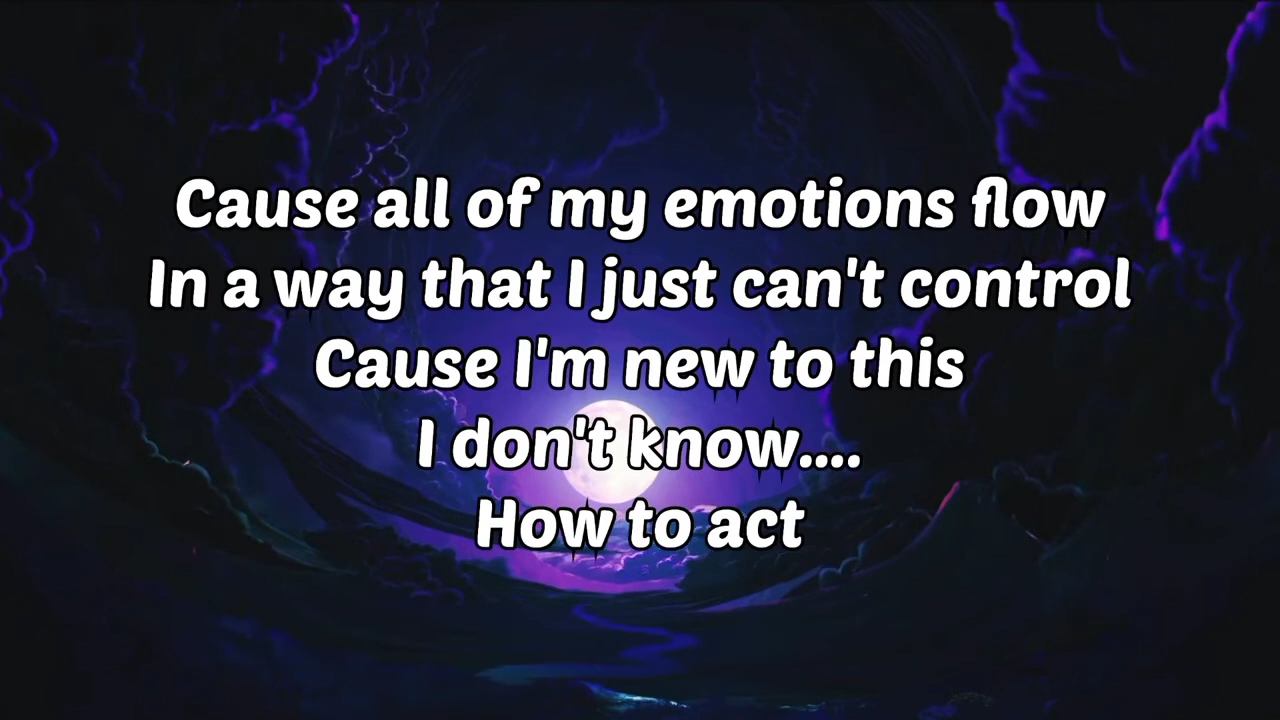 Cause all of my emotions flow
In a way that I just can't control
Cause I'm new to this
I don't know....
How to act